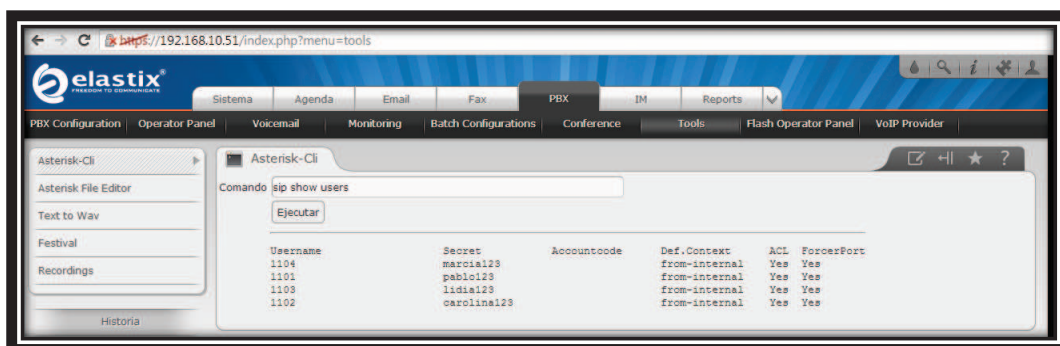 https://192.168.10.51/index.php?menu=tools
elastix®
FREEDOM TO COMMUNICATE
Sistema Agenda Email Fax PBX IM Reports
PBX Configuration Operator Panel Voicemail Monitoring Batch Configurations Conference Tools Flash Operator Panel VoIP Provider
Asterisk-Cli
Asterisk File Editor
Text to Wav
Festival
Recordings
Historia
Asterisk-Cli
Comando sip show users
Ejecutar
Username Secret Accountcode Def.Context ACL ForcerPort
1104 marcia123 from-internal Yes Yes
1101 pablo123 from-internal Yes Yes
1103 lidia123 from-internal Yes Yes
1102 carolina123 from-internal Yes Yes